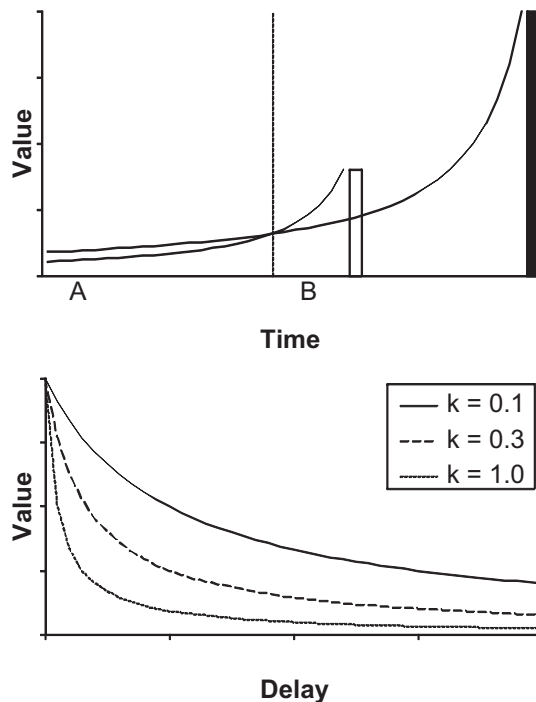 Value
A B
Time
Value
k = 0.1
k = 0.3
k = 1.0
Delay